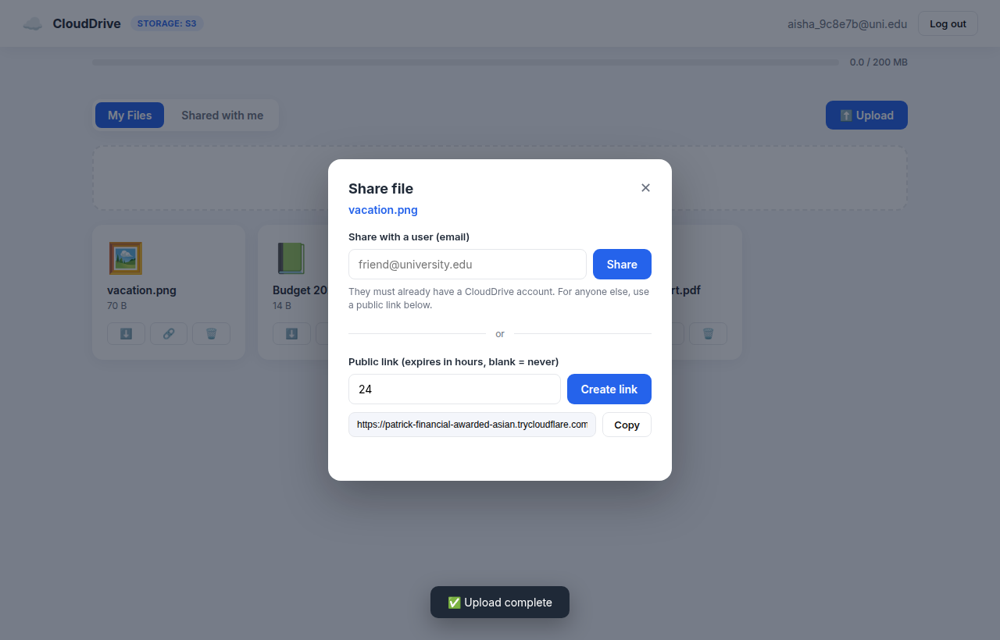 CloudDrive
STORAGE: S3
aisha_9c8e7b@uni.edu
Log out
0.0 / 200 MB
My Files
Shared with me
Upload
Share file
vacation.png
Share with a user (email)
friend@university.edu
Share
They must already have a CloudDrive account. For anyone else, use
a public link below.
or
Public link (expires in hours, blank = never)
24
Create link
https://patrick-financial-awarded-asian.trycloudflare.com
Copy
vacation.png
70 B
Budget 20
14 B
rt.pdf
Upload complete